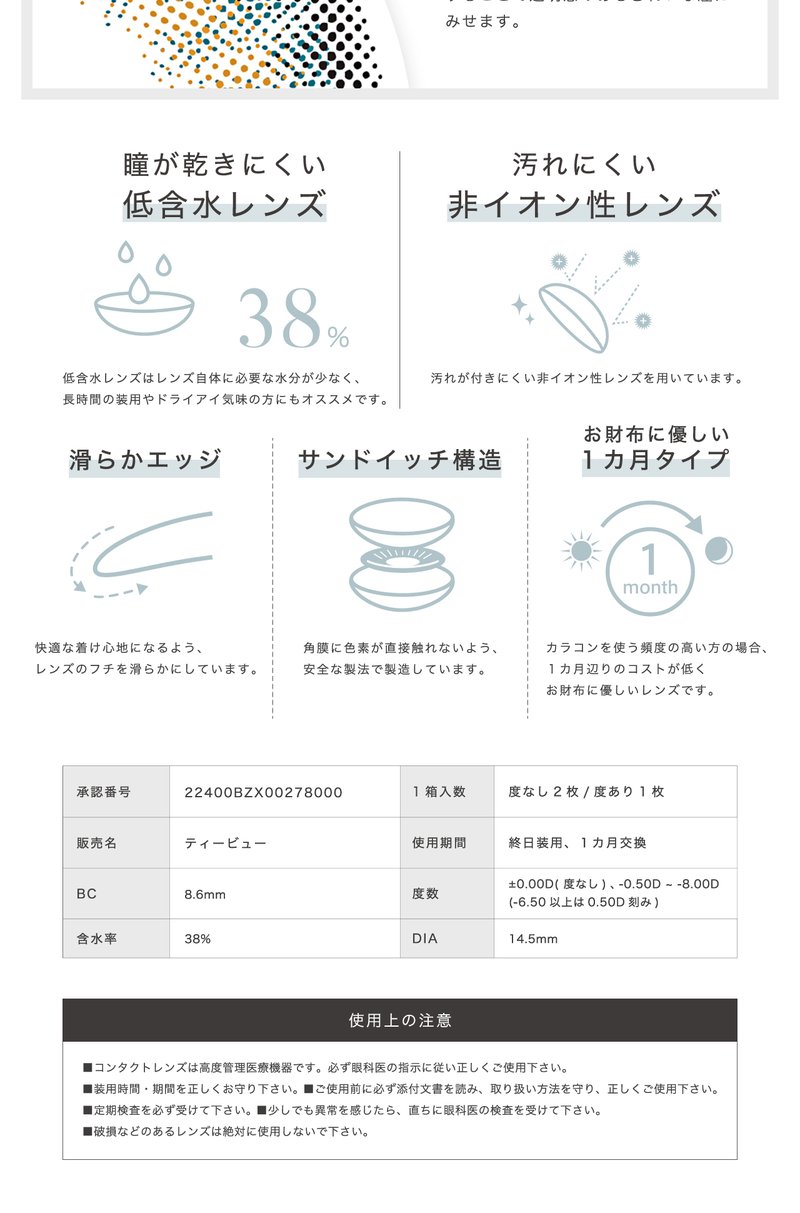 みせます。
瞳が乾きにくい
低含水レンズ
38%
低含水レンズはレンズ自体に必要な水分が少なく、
長時間の装用やドライアイ気味の方にもオススメです。
汚れにくい
非イオン性レンズ
汚れが付きにくい非イオン性レンズを用いています。
滑らかエッジ
快適な着け心地になるよう、
レンズのフチを滑らかにしています。
サンドイッチ構造
角膜に色素が直接触れないよう、
安全な製法で製造しています。
お財布に優しい
1カ月タイプ
1
month
カラコンを使う頻度の高い方の場合、
1カ月辺りのコストが低く
お財布に優しいレンズです。
承認番号 22400BZX00278000 1箱入数 度なし2枚 / 度あり1枚
販売名 ティービュー 使用期間 終日装用、1カ月交換
BC 8.6mm 度数 ±0.00D( 度なし ) 、-0.50D ~ -8.00D
(-6.50 以上は 0.50D 刻み )
含水率 38% DIA 14.5mm
使用上の注意
■コンタクトレンズは高度管理医療機器です。必ず眼科医の指示に従い正しくご使用下さい。
■装用時間・期間を正しくお守り下さい。■ご使用前に必ず添付文書を読み、取り扱い方法を守り、正しくご使用下さい。
■定期検査を必ず受けて下さい。■少しでも異常を感じたら、直ちに眼科医の検査を受けて下さい。
■破損などのあるレンズは絶対に使用しないで下さい。